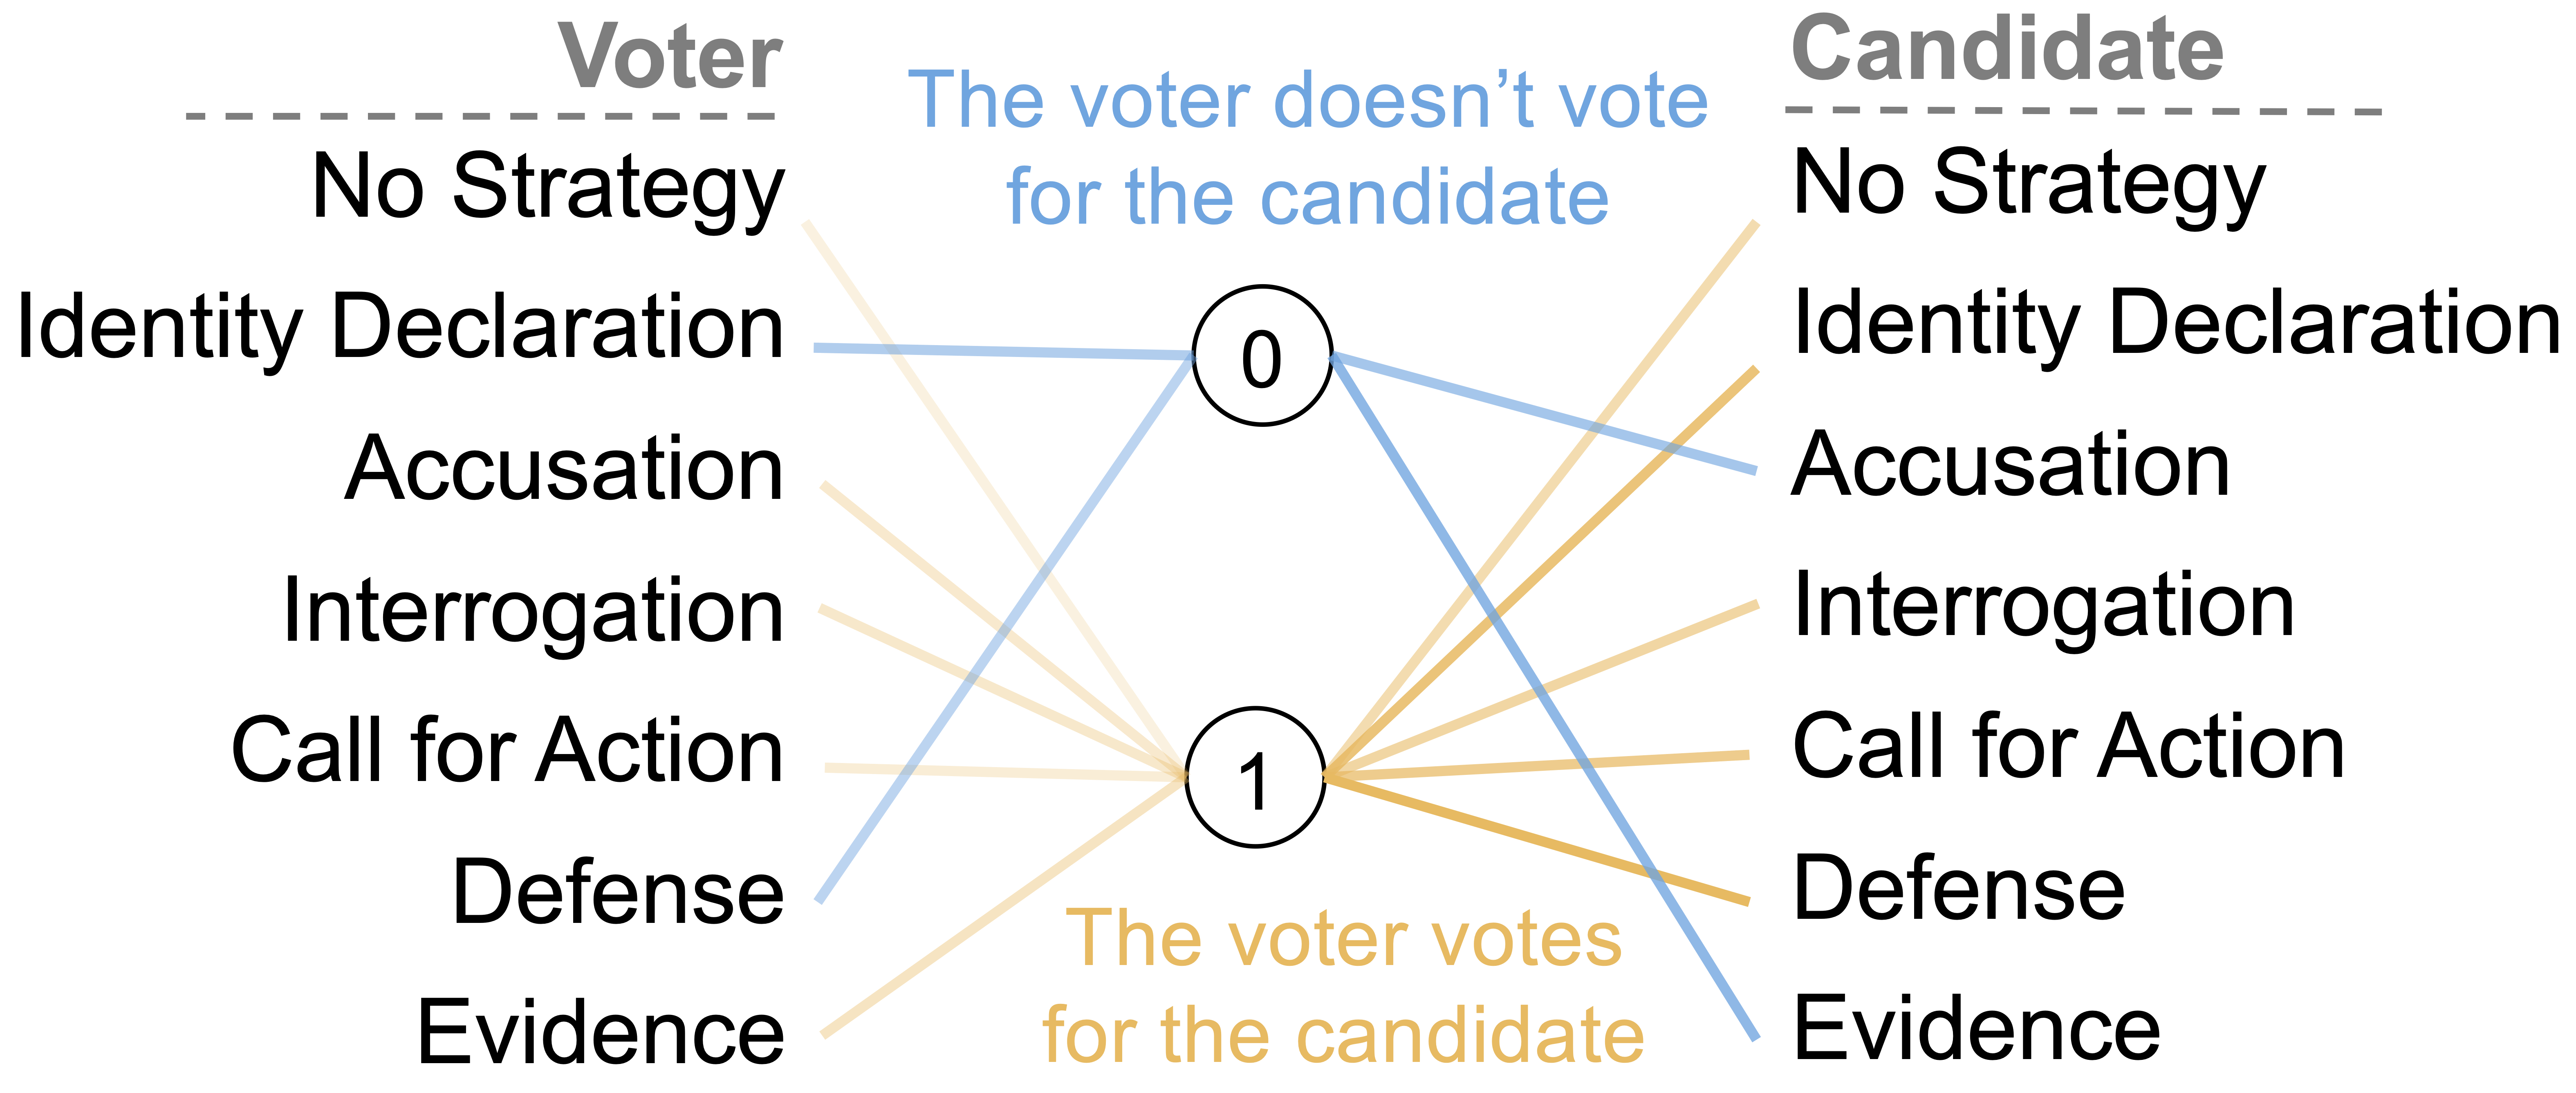 Voter
No Strategy
Identity Declaration
Accusation
Interrogation
Call for Action
Defense
Evidence
The voter doesn’t vote
for the candidate
0
1
The voter votes
for the candidate
Candidate
No Strategy
Identity Declaration
Accusation
Interrogation
Call for Action
Defense
Evidence